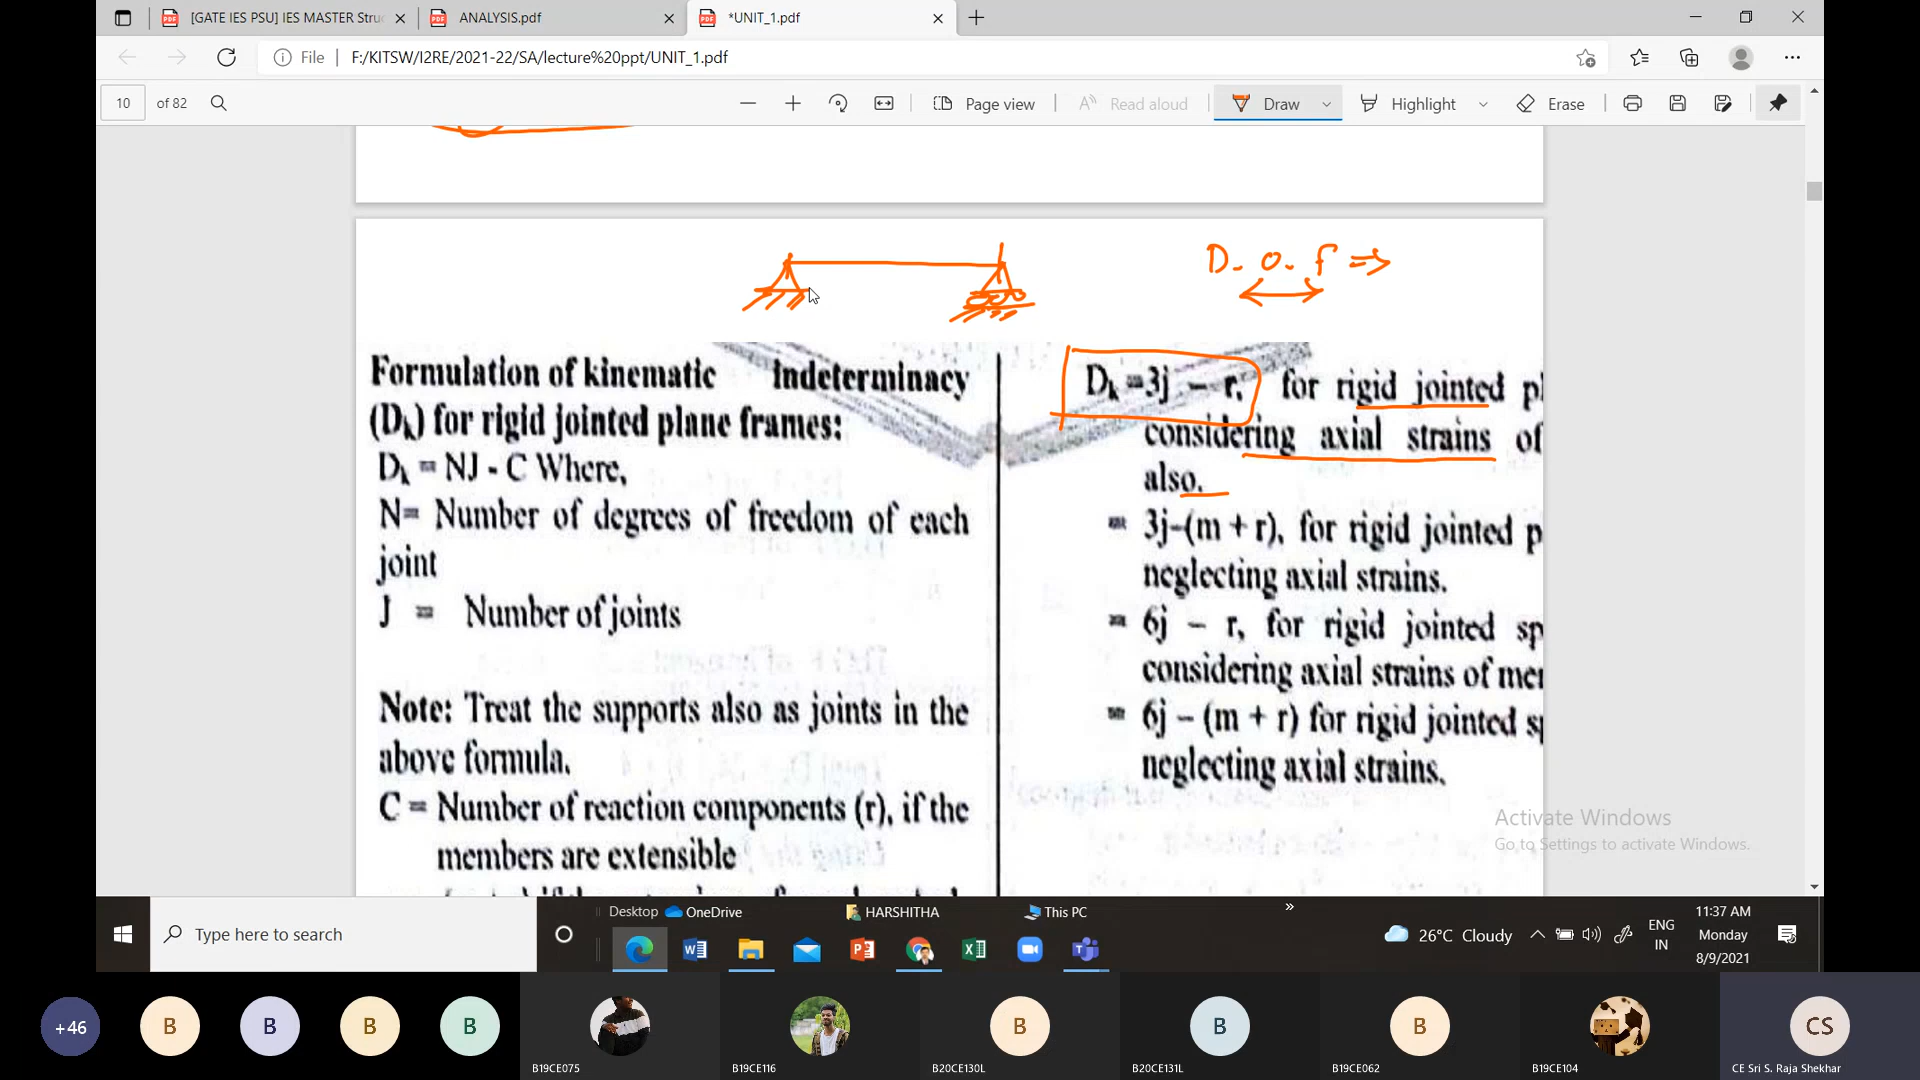 [GATE IES PSU] IES MASTER Struc
ANALYSIS.pdf
*UNIT_1.pdf
File
F:/KITSW/I2RE/2021-22/SA/lecture%20ppt/UNIT_1.pdf
10
of 82
Page view
Read aloud
Draw
Highlight
Erase
D. O. f ⇒
Formulation of kinematic Indeterminacy
(Dk) for rigid jointed plane frames:
Dk = NJ - C Where,
N= Number of degrees of freedom of each
joint
J = Number of joints
Note: Treat the supports also as joints in the
above formula.
C = Number of reaction components (r), if the
members are extensible
Dk =3j – r, for rigid jointed pl
considering axial strains of
also.
= 3j-(m + r), for rigid jointed p
neglecting axial strains.
= 6j – r, for rigid jointed sp
considering axial strains of mer
= 6j – (m + r) for rigid jointed sp
neglecting axial strains.
Activate Windows
Go to Settings to activate Windows.
Type here to search
Desktop
OneDrive
HARSHITHA
This PC
»
26°C Cloudy
ENG
IN
11:37 AM
Monday
8/9/2021
+46
B
B
B
B
B19CE075
B19CE116
B
B20CE130L
B
B20CE131L
B
B19CE062
B19CE104
CS
CE Sri S. Raja Shekhar